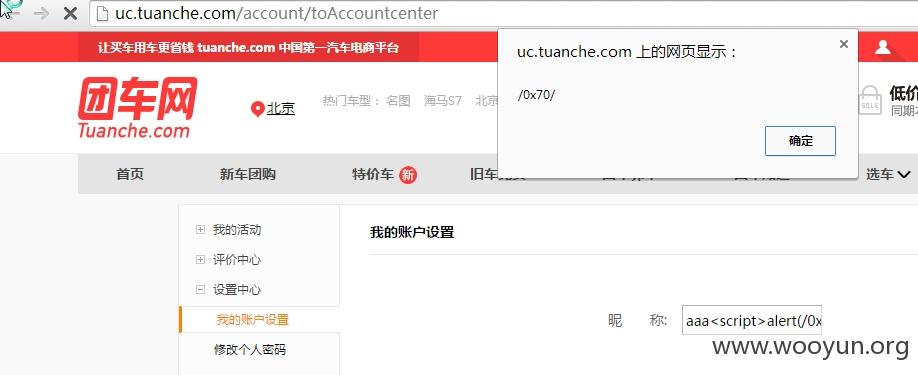 uc.tuanche.com/account/toAccountcenter
让买车用车更省钱 tuanche.com 中国第一汽车电商平台
uc.tuanche.com 上的网页显示：
/0x70/
确定
团车网
Tuanche.com
北京
热门车型： 名图 海马S7 北京
SALE
低价
同期
首页 新车团购 特价车 新 选车
我的活动
评价中心
设置中心
我的账户设置
修改个人密码
我的账户设置
昵 称: aaa<script>alert(/0x
www.wooyun.org